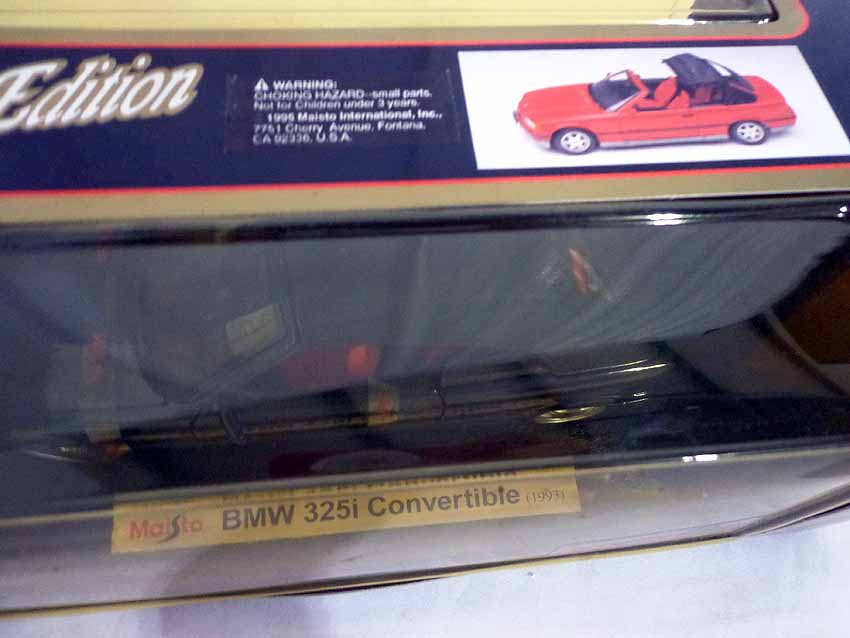 Edition
WARNING:
CHOKING HAZARD--small parts.
Not for Children under 3 years.
1995 Maisto International, Inc.,
7751 Cherry, Avenue, Fontana,
CA 92336, U.S.A.
Maisto BMW 325i Convertible (1993)